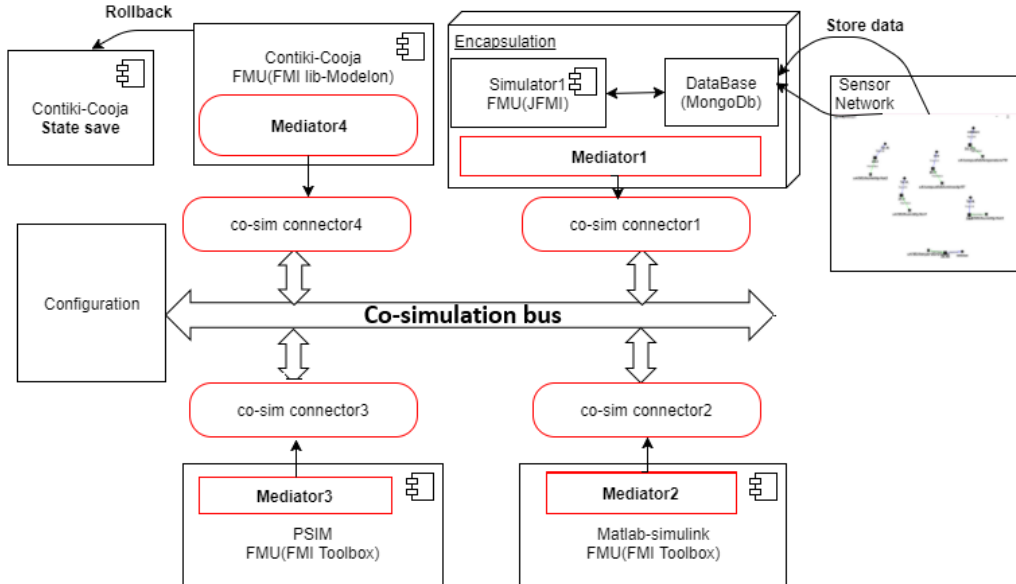 Rollback
Contiki-Cooja
State save
Contiki-Cooja
FMU(FMI lib-Modelon)
Mediator4
Encapsulation
Simulator1
FMU(JFMI)
DataBase
(MongoDb)
Mediator1
Store data
Sensor
Network
co-sim connector4
co-sim connector1
Configuration
Co-simulation bus
co-sim connector3
co-sim connector2
Mediator3
PSIM
FMU(FMI Toolbox)
Mediator2
Matlab-simulink
FMU(FMI Toolbox)